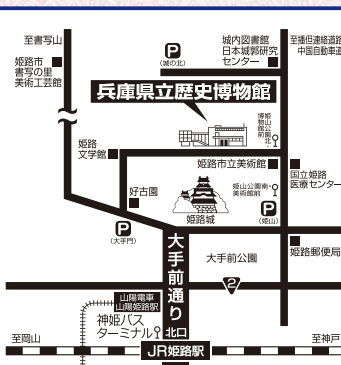 至書写山
姫路市
書写の里
美術工芸館
P
(城の北)
城内図書館
日本城郭研究
センター
至播但連絡道路
中国自動車道
兵庫県立歴史博物館
姫路
文学館
姫路市立美術館
好古園
姫路城
姫山公園南・
美術館前
P
(姫山)
国立姫路
医療センター
P
(大手門)
大手前通り
大手前公園
姫路郵便局
2
山陽電車
山陽姫路駅
神姫バス
ターミナル
北口
至岡山
JR姫路駅
至神戸